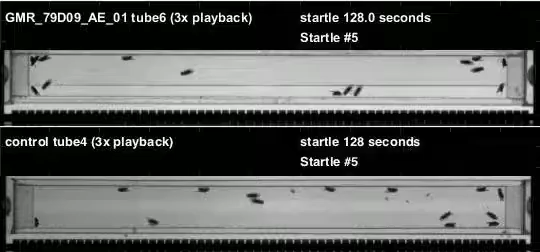 GMR_79D09_AE_01 tube6 (3x playback)
startle 128.0 seconds
Startle #5
control tube4 (3x playback)
startle 128 seconds
Startle #5